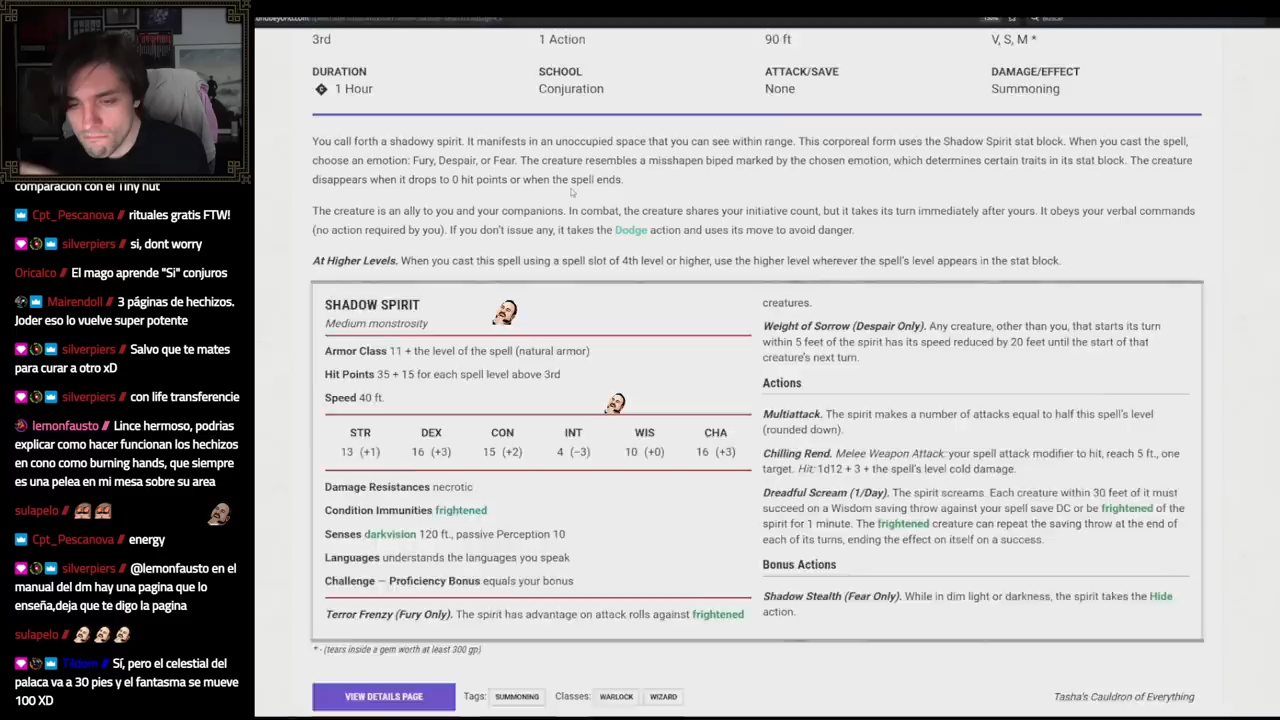 3rd
1 Action
90 ft
V, S, M *
DURATION
SCHOOL
ATTACK/SAVE
DAMAGE/EFFECT
1 Hour
Conjuration
None
Summoning
You call forth a shadowy spirit. It manifests in an unoccupied space that you can see within range. This corporeal form uses the Shadow Spirit stat block. When you cast the spell,
choose an emotion: Fury, Despair, or Fear. The creature resembles a misshapen biped marked by the chosen emotion, which determines certain traits in its stat block. The creature
disappears when it drops to 0 hit points or when the spell ends.
The creature is an ally to you and your companions. In combat, the creature shares your initiative count, but it takes its turn immediately after yours. It obeys your verbal commands
(no action required by you). If you don't issue any, it takes the Dodge action and uses its move to avoid danger.
At Higher Levels. When you cast this spell using a spell slot of 4th level or higher, use the higher level wherever the spell's level appears in the stat block.
SHADOW SPIRIT
Medium monstrosity
Armor Class 11 + the level of the spell (natural armor)
Hit Points 35 + 15 for each spell level above 3rd
Speed 40 ft.
STR DEX CON INT WIS CHA
13 (+1) 16 (+3) 15 (+2) 4 (−3) 10 (+0) 16 (+3)
Damage Resistances necrotic
Condition Immunities frightened
Senses darkvision 120 ft., passive Perception 10
Languages understands the languages you speak
Challenge — Proficiency Bonus equals your bonus
Terror Frenzy (Fury Only). The spirit has advantage on attack rolls against frightened
creatures.
Weight of Sorrow (Despair Only). Any creature, other than you, that starts its turn
within 5 feet of the spirit has its speed reduced by 20 feet until the start of that
creature's next turn.
Actions
Multiattack. The spirit makes a number of attacks equal to half this spell's level
(rounded down).
Chilling Rend. Melee Weapon Attack: your spell attack modifier to hit, reach 5 ft., one
target. Hit: 1d12 + 3 + the spell's level cold damage.
Dreadful Scream (1/Day). The spirit screams. Each creature within 30 feet of it must
succeed on a Wisdom saving throw against your spell save DC or be frightened of the
spirit for 1 minute. The frightened creature can repeat the saving throw at the end of
each of its turns, ending the effect on itself on a success.
Bonus Actions
Shadow Stealth (Fear Only). While in dim light or darkness, the spirit takes the Hide
action.
* - (tears inside a gem worth at least 300 gp)
VIEW DETAILS PAGE
Tags: SUMMONING Classes: WARLOCK WIZARD
Tasha's Cauldron of Everything
comparación con el Tiny hut
Cpt_Pescanova // rituales gratis FTW!
silverpiers // si, dont worry
Oricalco // El mago aprende "Sí" conjuros
Mairendoll // 3 páginas de hechizos.
Joder eso lo vuelve super potente
silverpiers // Salvo que te mates
para curar a otro xD
silverpiers // con life transferencie
lemonfausto // Lince hermoso, podrias
explicar como hacer funcionan los hechizos
en cono como burning hands, que siempre
es una pelea en mi mesa sobre su area
sulapelo //
Cpt_Pescanova // energy
silverpiers // @lemonfausto en el
manual del dm hay una pagina que lo
enseña,deja que te digo la pagina
sulapelo //
// Sí, pero el celestial del
palaca va a 30 pies y el fantasma se mueve
100 XD